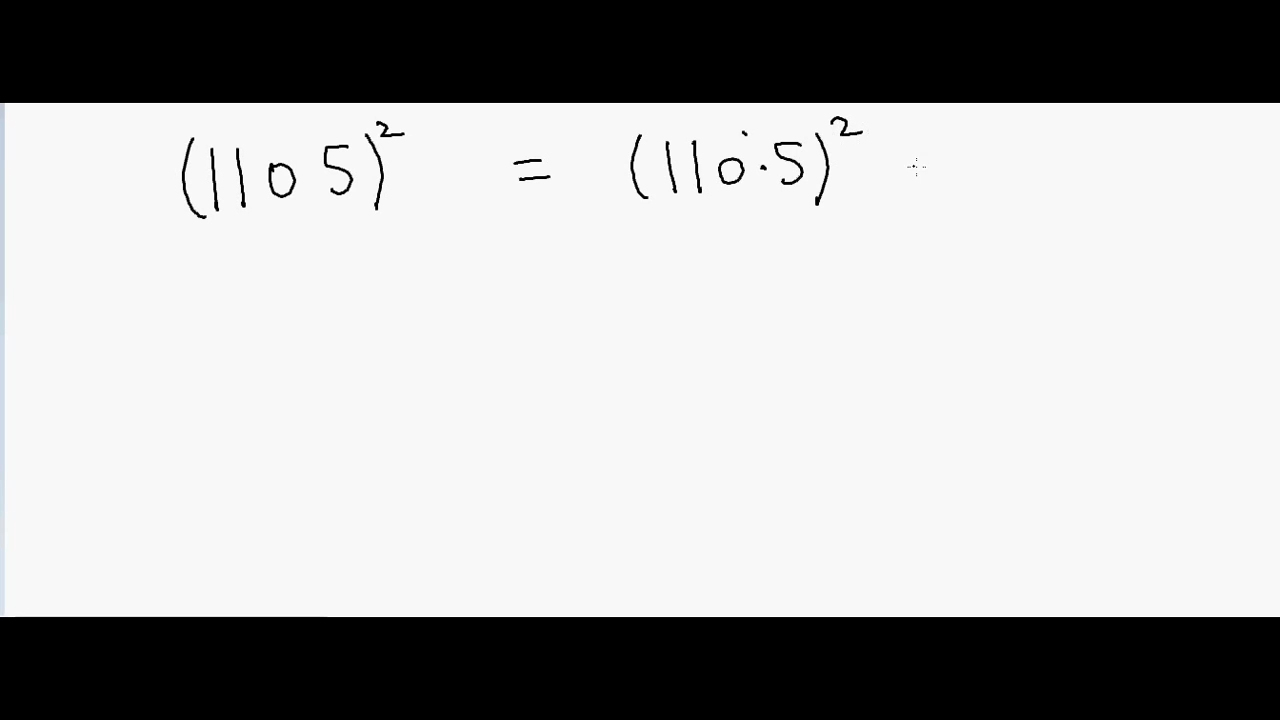 (1105)² = (110·5)²